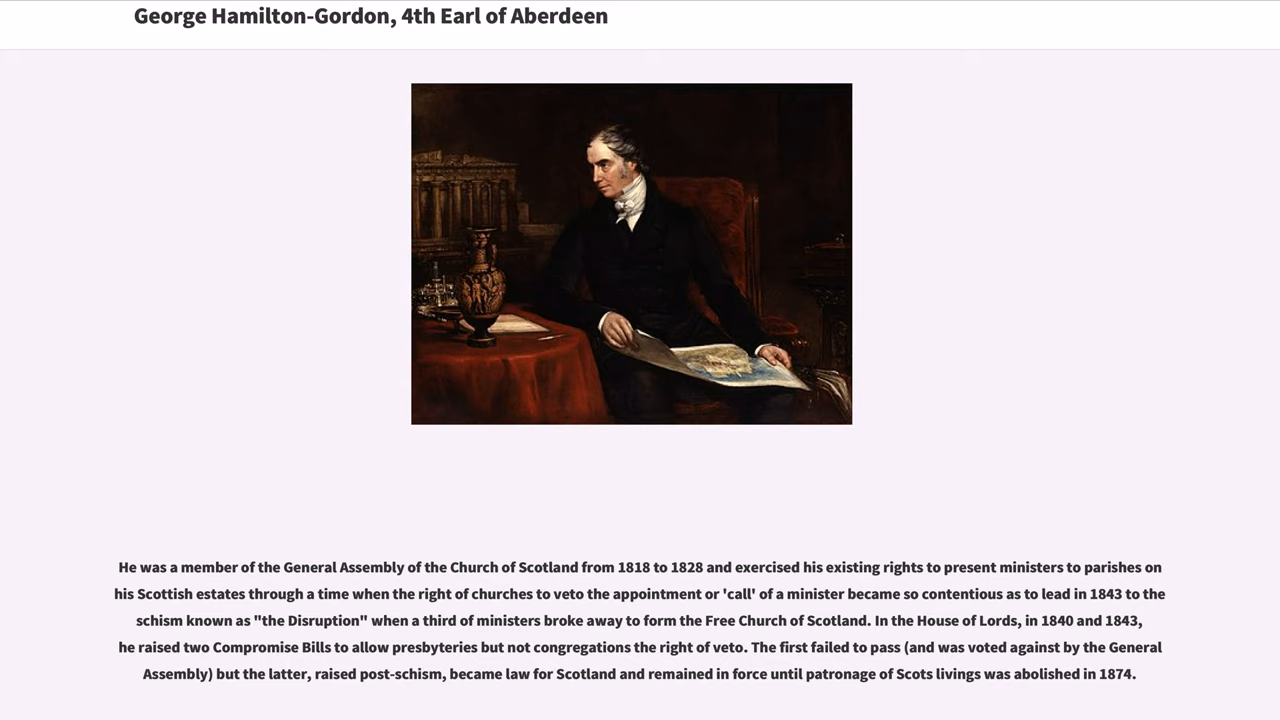 George Hamilton-Gordon, 4th Earl of Aberdeen
He was a member of the General Assembly of the Church of Scotland from 1818 to 1828 and exercised his existing rights to present ministers to parishes on
his Scottish estates through a time when the right of churches to veto the appointment or 'call' of a minister became so contentious as to lead in 1843 to the
schism known as "the Disruption" when a third of ministers broke away to form the Free Church of Scotland. In the House of Lords, in 1840 and 1843,
he raised two Compromise Bills to allow presbyteries but not congregations the right of veto. The first failed to pass (and was voted against by the General
Assembly) but the latter, raised post-schism, became law for Scotland and remained in force until patronage of Scots livings was abolished in 1874.